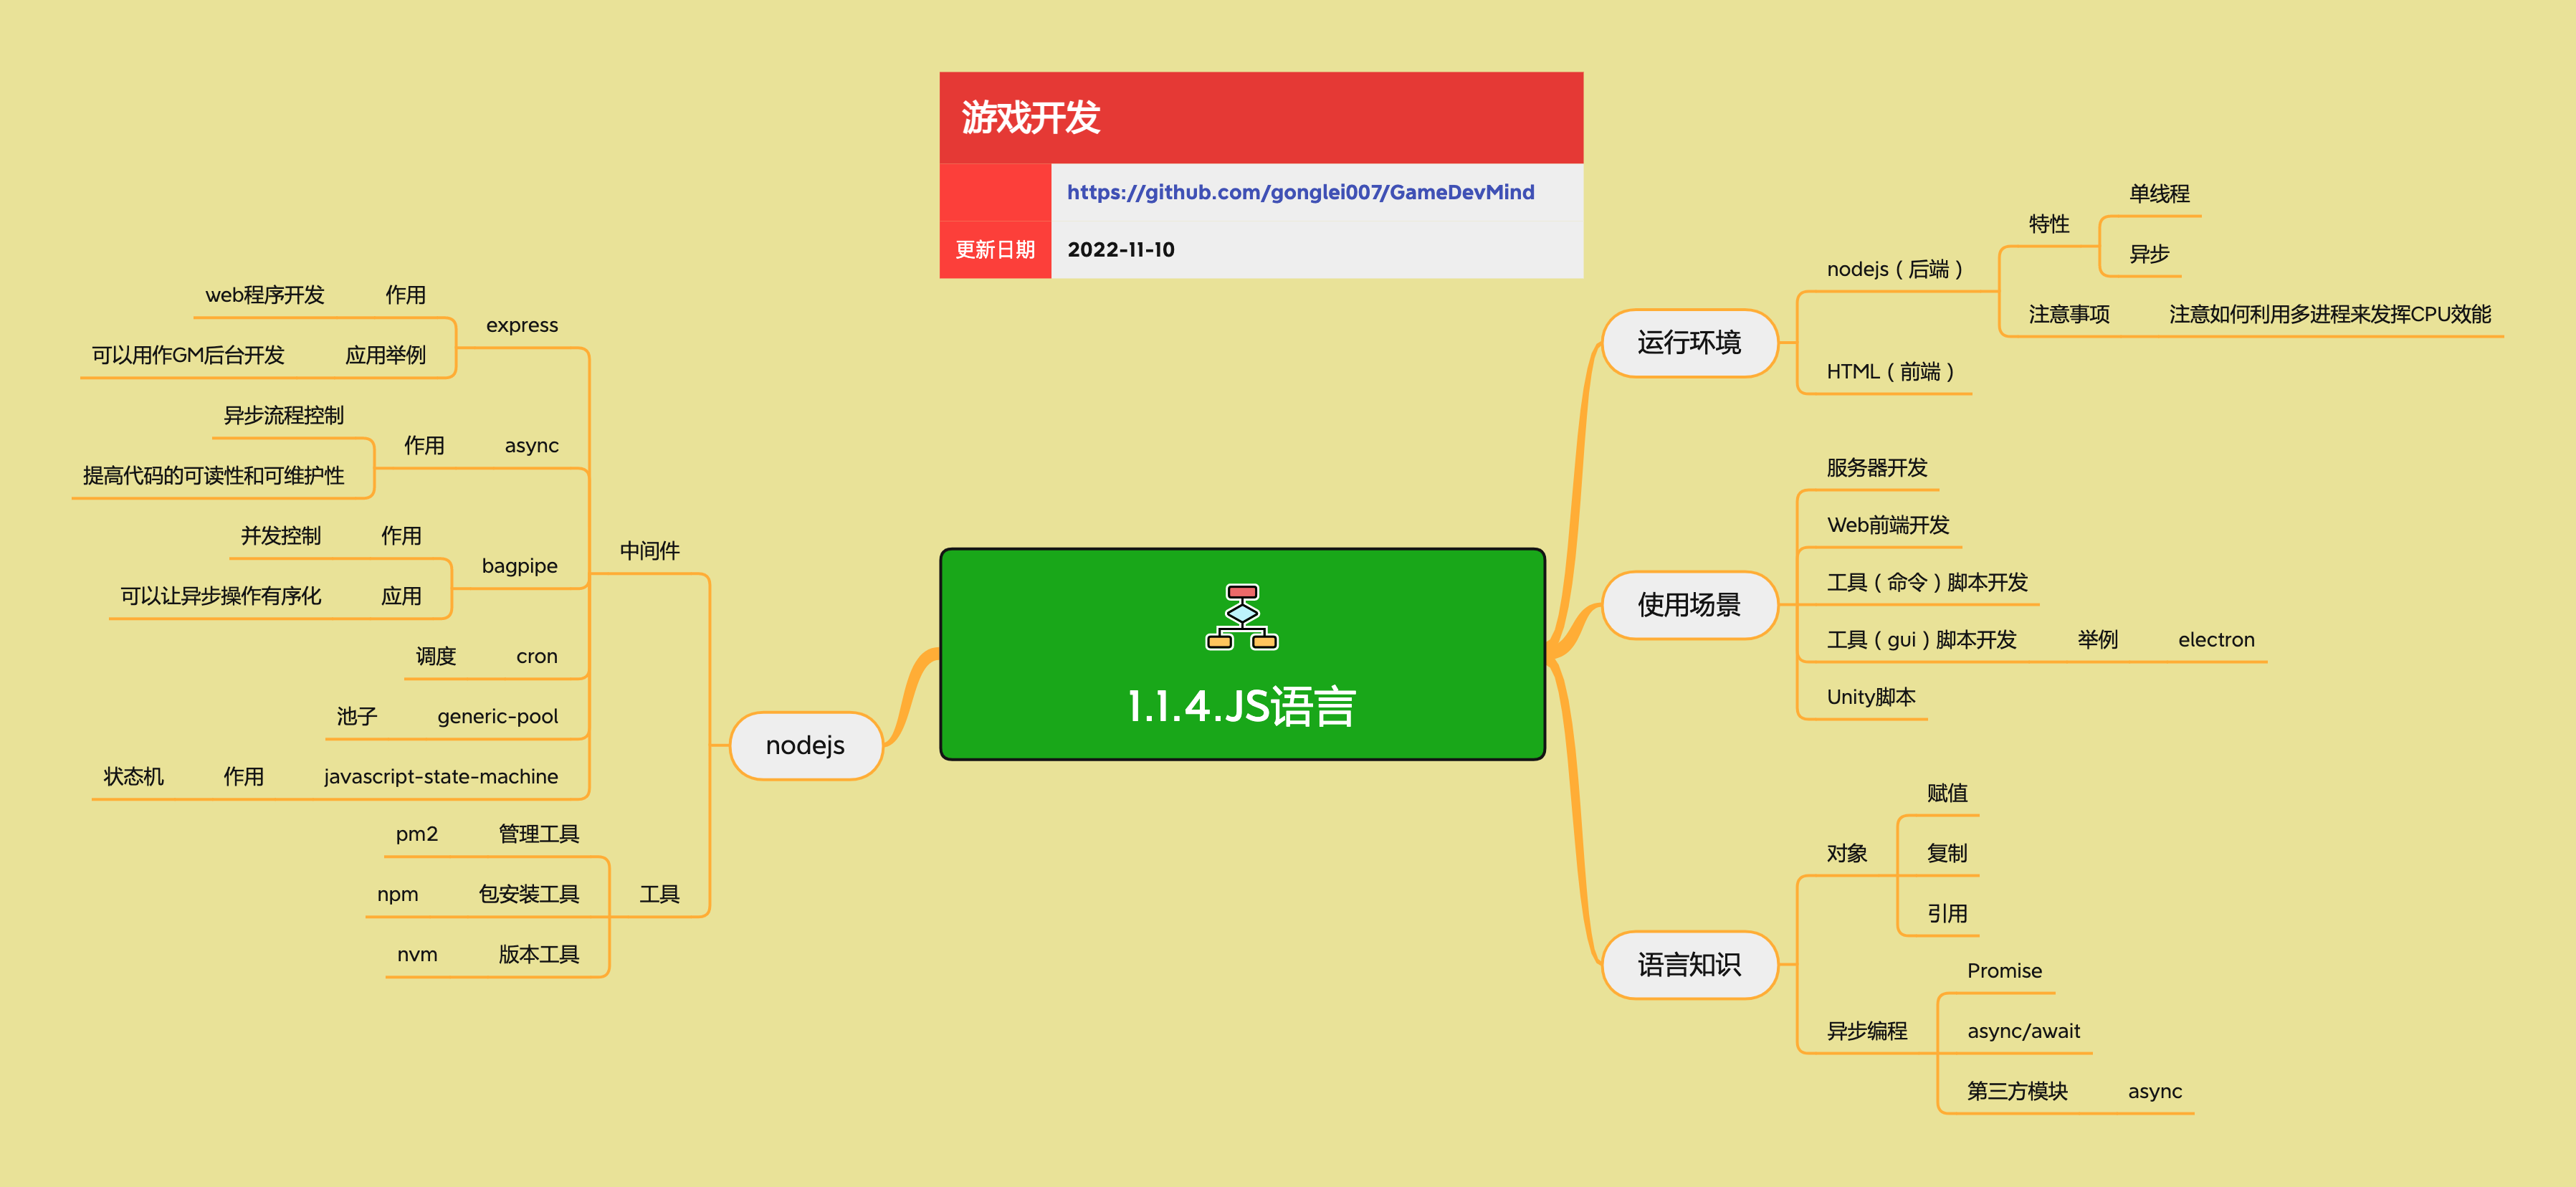 游戏开发
https://github.com/gonglei007/GameDevMind
更新日期 2022-11-10
1.1.4.JS语言
运行环境
nodejs（后端）
特性
单线程
异步
注意事项
注意如何利用多进程来发挥CPU效能
HTML（前端）
使用场景
服务器开发
Web前端开发
工具（命令）脚本开发
工具（gui）脚本开发
举例
electron
Unity脚本
语言知识
对象
赋值
复制
引用
异步编程
Promise
async/await
第三方模块
async
nodejs
中间件
express
作用
web程序开发
应用举例
可以用作GM后台开发
async
作用
异步流程控制
提高代码的可读性和可维护性
bagpipe
作用
并发控制
应用
可以让异步操作有序化
cron
调度
generic-pool
池子
javascript-state-machine
作用
状态机
工具
管理工具
pm2
包安装工具
npm
版本工具
nvm